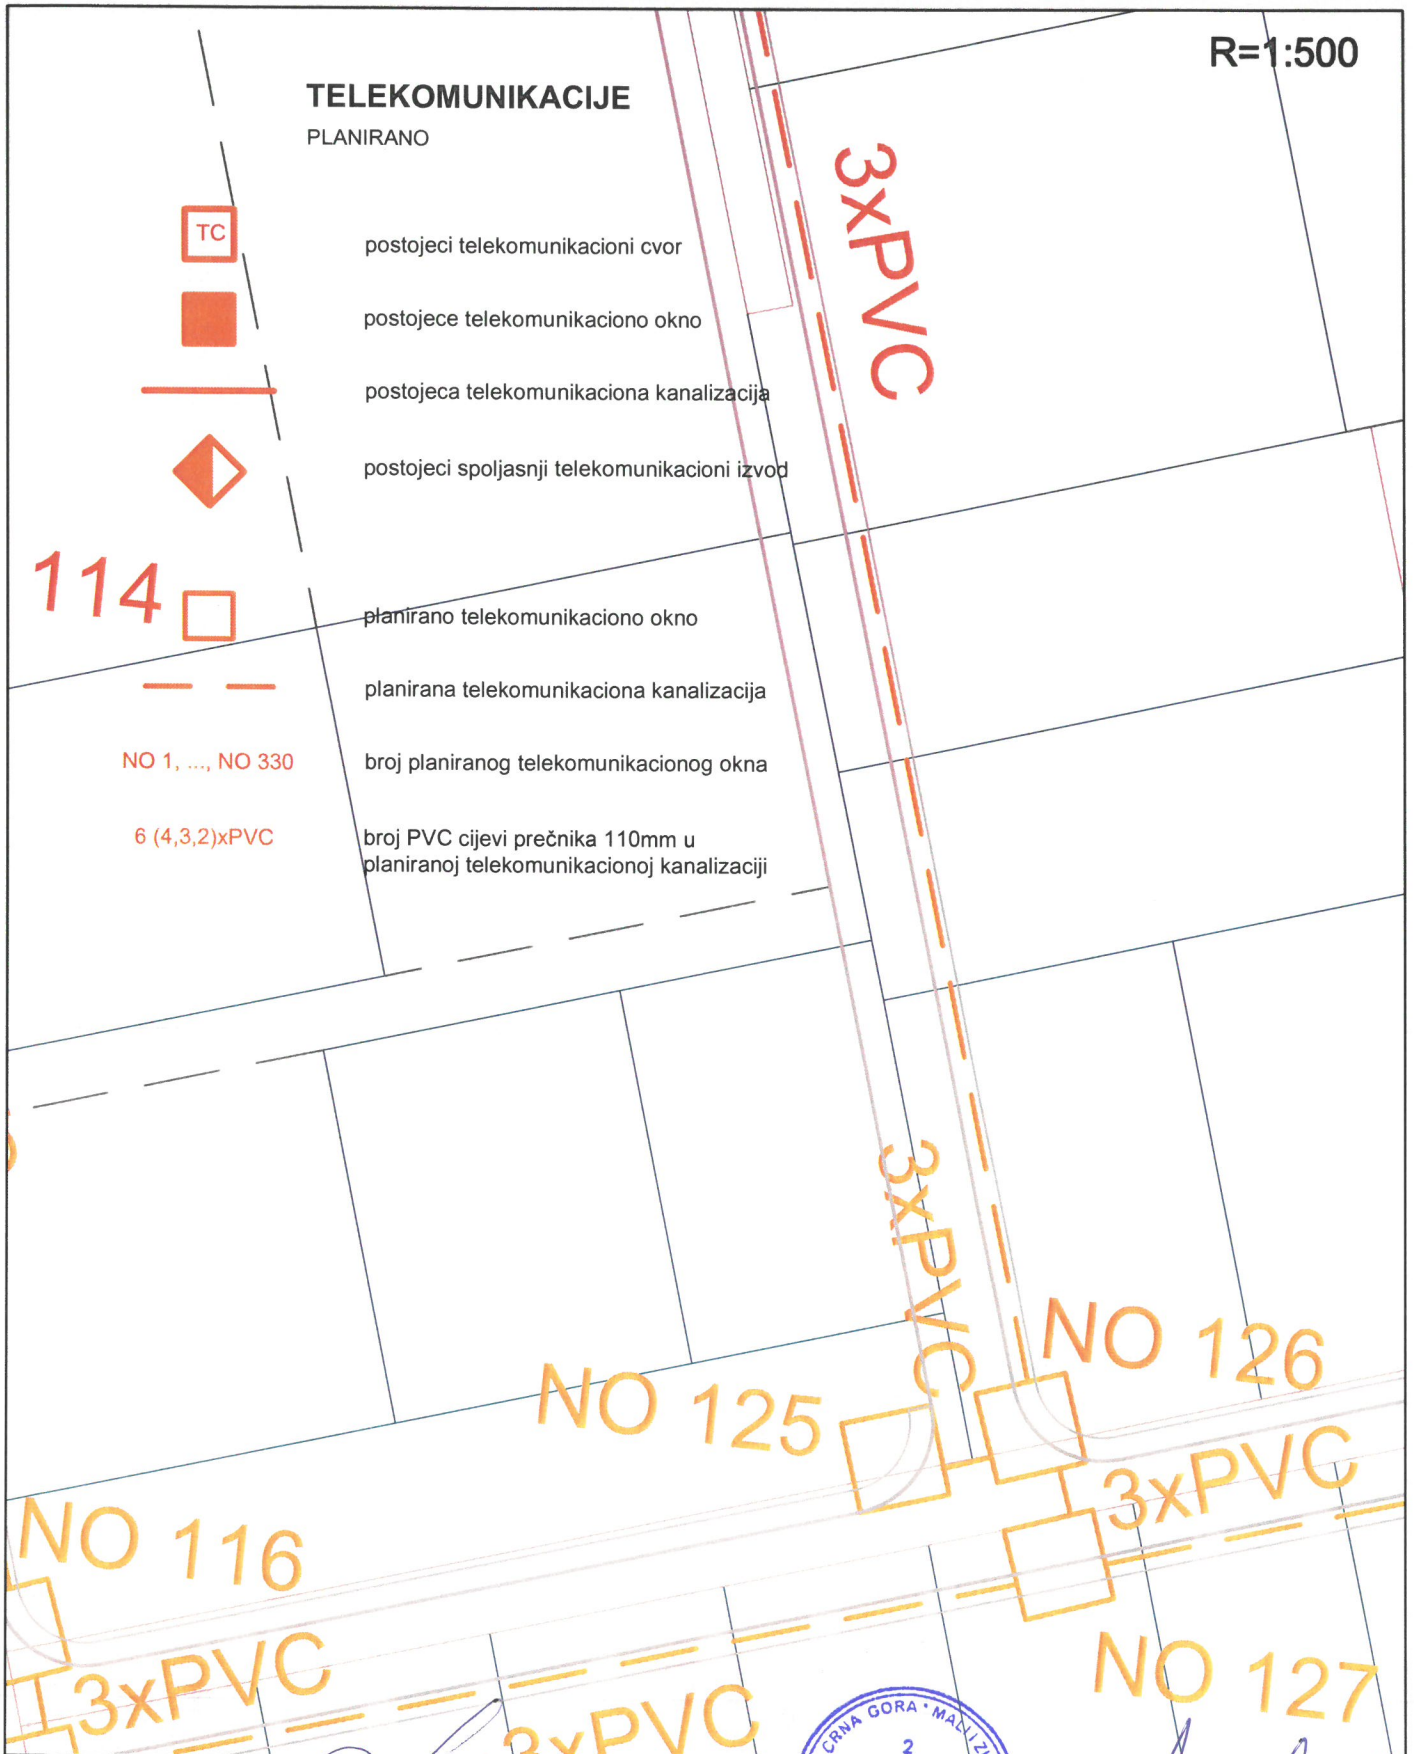 R=1:500
TELEKOMUNIKACIJE
PLANIRANO
3xPVC
TC
postojeci telekomunikacioni cvor
postojece telekomunikaciono okno
postojeca telekomunikaciona kanalizacija
postojeci spoljasnji telekomunikacioni izvod
114
planirano telekomunikaciono okno
planirana telekomunikaciona kanalizacija
NO 1, ..., NO 330
broj planiranog telekomunikacionog okna
6 (4,3,2)xPVC
broj PVC cijevi prečnika 110mm u
planiranoj telekomunikacionoj kanalizaciji
3xPVC
NO 126
NO 125
3xPVC
NO 116
3xPVC
NO 127
3xPVC
CRNA GORA * MALI
2